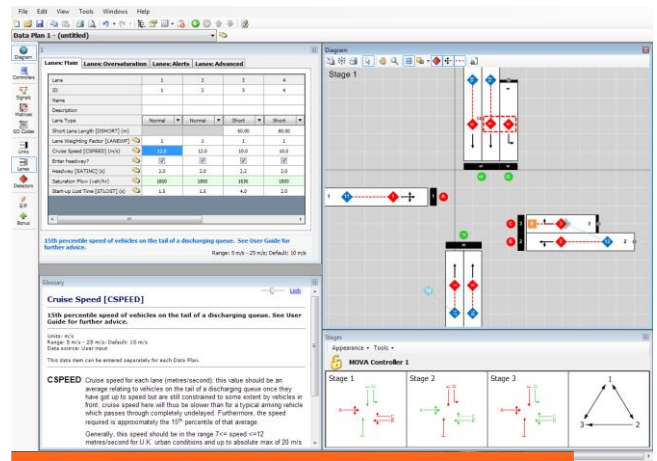 File Edit View Tools Windows Help
Data Plan 1 - (untitled)
Diagram
Controllers
Signals
Matrices
Links
Lanes
Detectors
Bonus
Lanes: Main Lanes: Oversaturation Lanes: Alerts Lanes: Advanced
Lane 1 2 3 4
ID 1 2 3 4
Name
Description
Lane Type Normal Normal Short Short
Short Lane Length [DSHORT] (m) 60.00 80.00
Lane Weighting Factor [LANEWF] 1 1 1 1
Cruise Speed [CSPEED] (m/s) 12.0 12.0 10.0 10.0
Enter headway?
Headway [SATINC] (s) 2.0 2.0 2.2 2.0
Saturation Flow (veh/hr) 1800 1800 1636 1800
Start-up Lost Time [STLOST] (s) 1.5 1.5 4.0 2.0
15th percentile speed of vehicles on the tail of a discharging queue. See User Guide for further advice.
Range: 5 m/s - 25 m/s; Default: 10 m/s
Glossary
Lock
Cruise Speed [CSPEED]
15th percentile speed of vehicles on the tail of a discharging queue. See User
Guide for further advice.
Units: m/s
Range: 5 m/s - 25 m/s; Default: 10 m/s
Data source: User input
This data item can be entered separately for each Data Plan.
CSPEED Cruise speed for each lane (metres/second): this value should be an
average relating to vehicles on the tail of a discharging queue once they
have got up to speed but are still constrained to some extent by vehicles in
front; cruise speed here will thus be slower than for a typical arriving vehicle
which passes through completely undelayed. Furthermore, the speed
required is approximately the 15th percentile of that average.
Generally, this speed should be in the range 7<= speed <=12
metres/second for U.K. urban conditions and up to absolute max of 20 m/s
Diagram
Stage 1
Stages
Appearance Tools
MOVA Controller 1
Stage 1 Stage 2 Stage 3
1
3 2